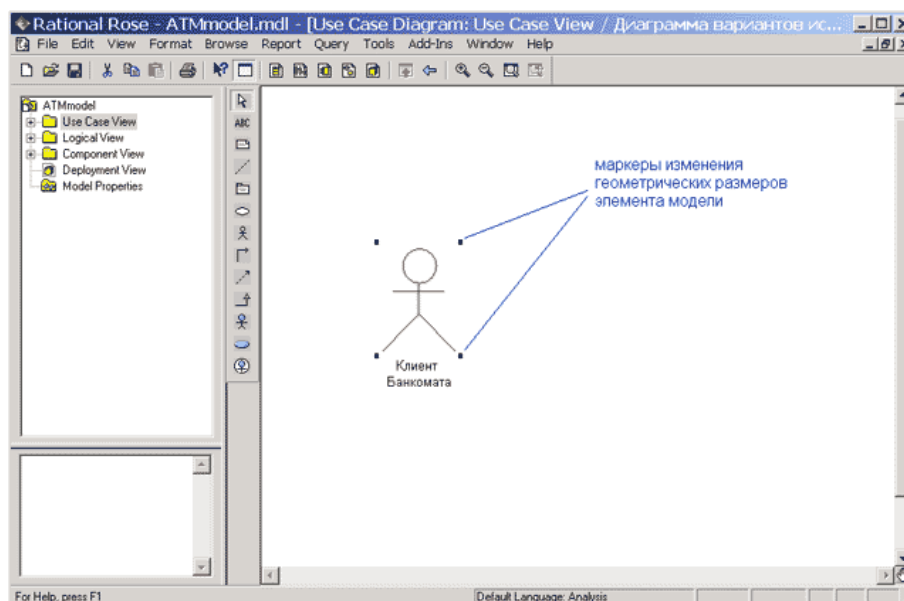 Rational Rose - ATMmodel.mdl - [Use Case Diagram: Use Case View / Диаграмма вариантов ис...
File Edit View Format Browse Report Query Tools Add-Ins Window Help
ATMmodel
Use Case View
Logical View
Component View
Deployment View
Model Properties
ABC
маркеры изменения
геометрических размеров
элемента модели
Клиент
Банкомата
For Help, press F1
Default Language: Analysis